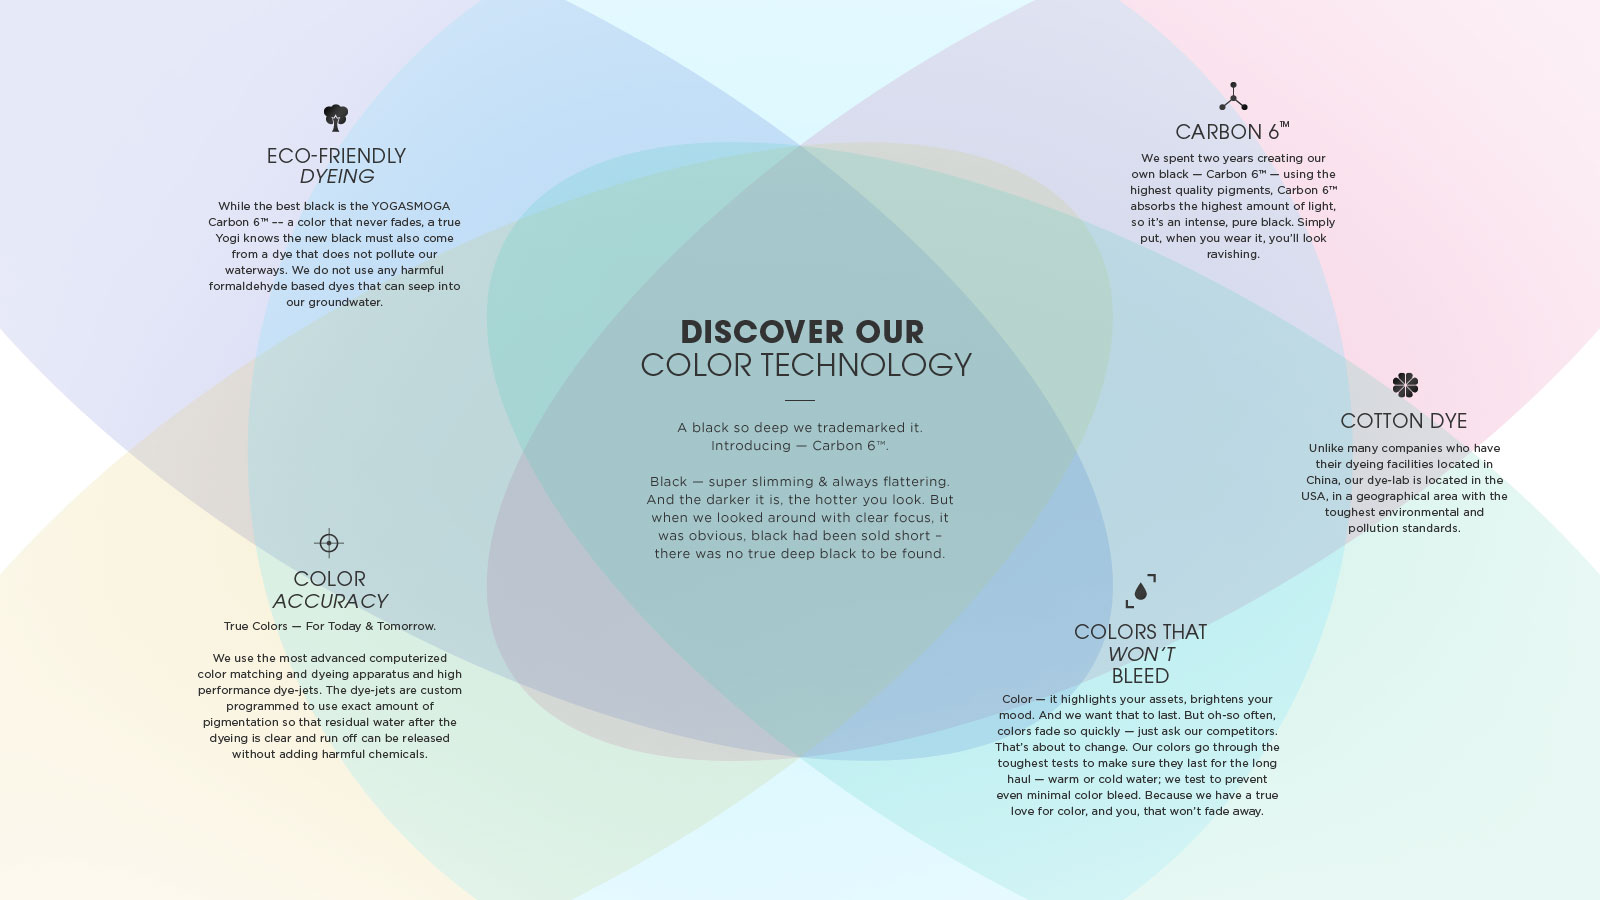 ECO-FRIENDLY
DYEING
While the best black is the YOGASMOGA
Carbon 6™ –– a color that never fades, a true
Yogi knows the new black must also come
from a dye that does not pollute our
waterways. We do not use any harmful
formaldehyde based dyes that can seep into
our groundwater.
CARBON 6™
We spent two years creating our
own black — Carbon 6™ — using the
highest quality pigments, Carbon 6™
absorbs the highest amount of light,
so it's an intense, pure black. Simply
put, when you wear it, you'll look
ravishing.
DISCOVER OUR
COLOR TECHNOLOGY
A black so deep we trademarked it.
Introducing — Carbon 6™.
Black — super slimming & always flattering.
And the darker it is, the hotter you look. But
when we looked around with clear focus, it
was obvious, black had been sold short –
there was no true deep black to be found.
COTTON DYE
Unlike many companies who have
their dyeing facilities located in
China, our dye-lab is located in the
USA, in a geographical area with the
toughest environmental and
pollution standards.
COLOR
ACCURACY
True Colors — For Today & Tomorrow.
We use the most advanced computerized
color matching and dyeing apparatus and high
performance dye-jets. The dye-jets are custom
programmed to use exact amount of
pigmentation so that residual water after the
dyeing is clear and run off can be released
without adding harmful chemicals.
COLORS THAT
WON'T
BLEED
Color — it highlights your assets, brightens your
mood. And we want that to last. But oh-so often,
colors fade so quickly — just ask our competitors.
That's about to change. Our colors go through the
toughest tests to make sure they last for the long
haul — warm or cold water; we test to prevent
even minimal color bleed. Because we have a true
love for color, and you, that won't fade away.